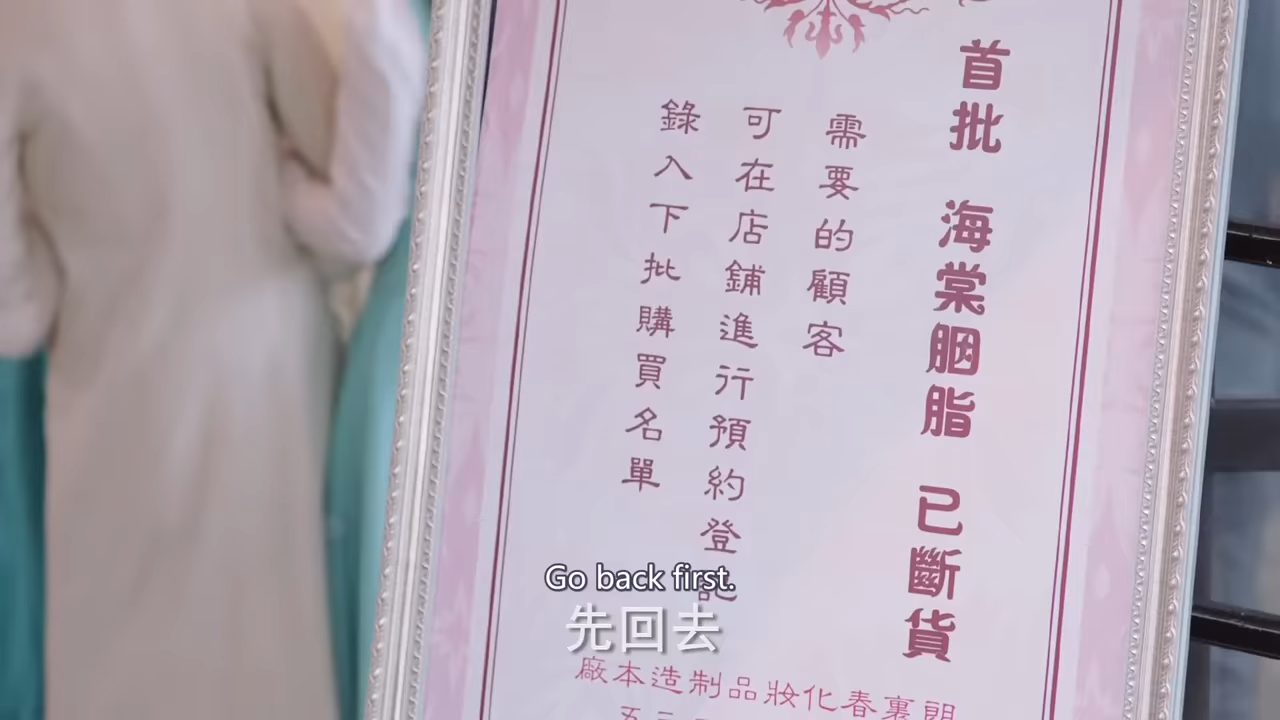 首批 海棠胭脂 已斷貨
需要的顧客
可在店鋪進行預約登記
錄入下批購買名單
廠本造制品妝化春裏
Go back first.
先回去